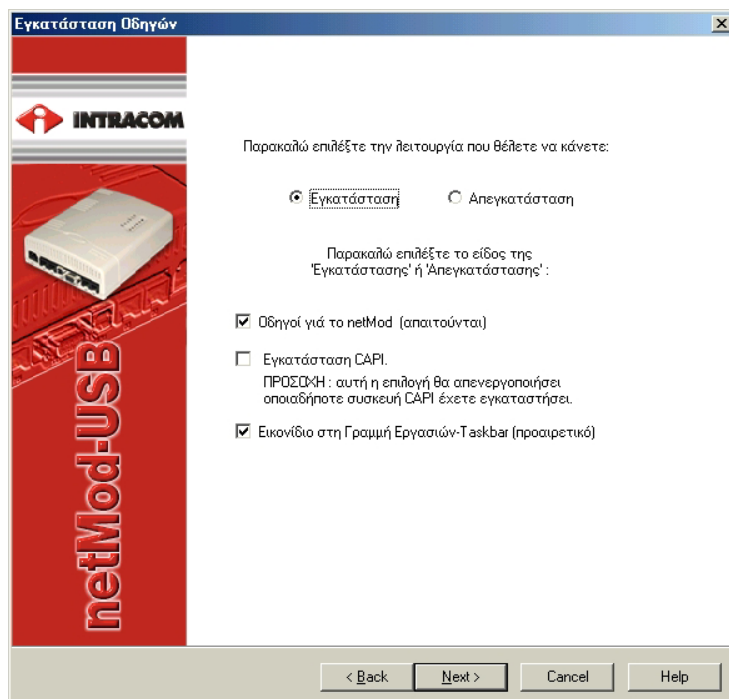 Εγκατάσταση Οδηγών
INTRACOM
netMod-USB
Παρακαλώ επιλέξτε την λειτουργία που θέλετε να κάνετε:
Εγκατάσταση Απεγκατάσταση
Παρακαλώ επιλέξτε το είδος της
'Εγκατάστασης' ή 'Απεγκατάστασης' :
Οδηγοί γιά το netMod (απαιτούνται)
Εγκατάσταση CAPI.
ΠΡΟΣΟΧΗ : αυτή η επιλογή θα απενεργοποιήσει
οποιαδήποτε συσκευή CAPI έχετε εγκαταστήσει.
Εικονίδιο στη Γραμμή Εργασιών-Taskbar (προαιρετικό)
< Back Next > Cancel Help